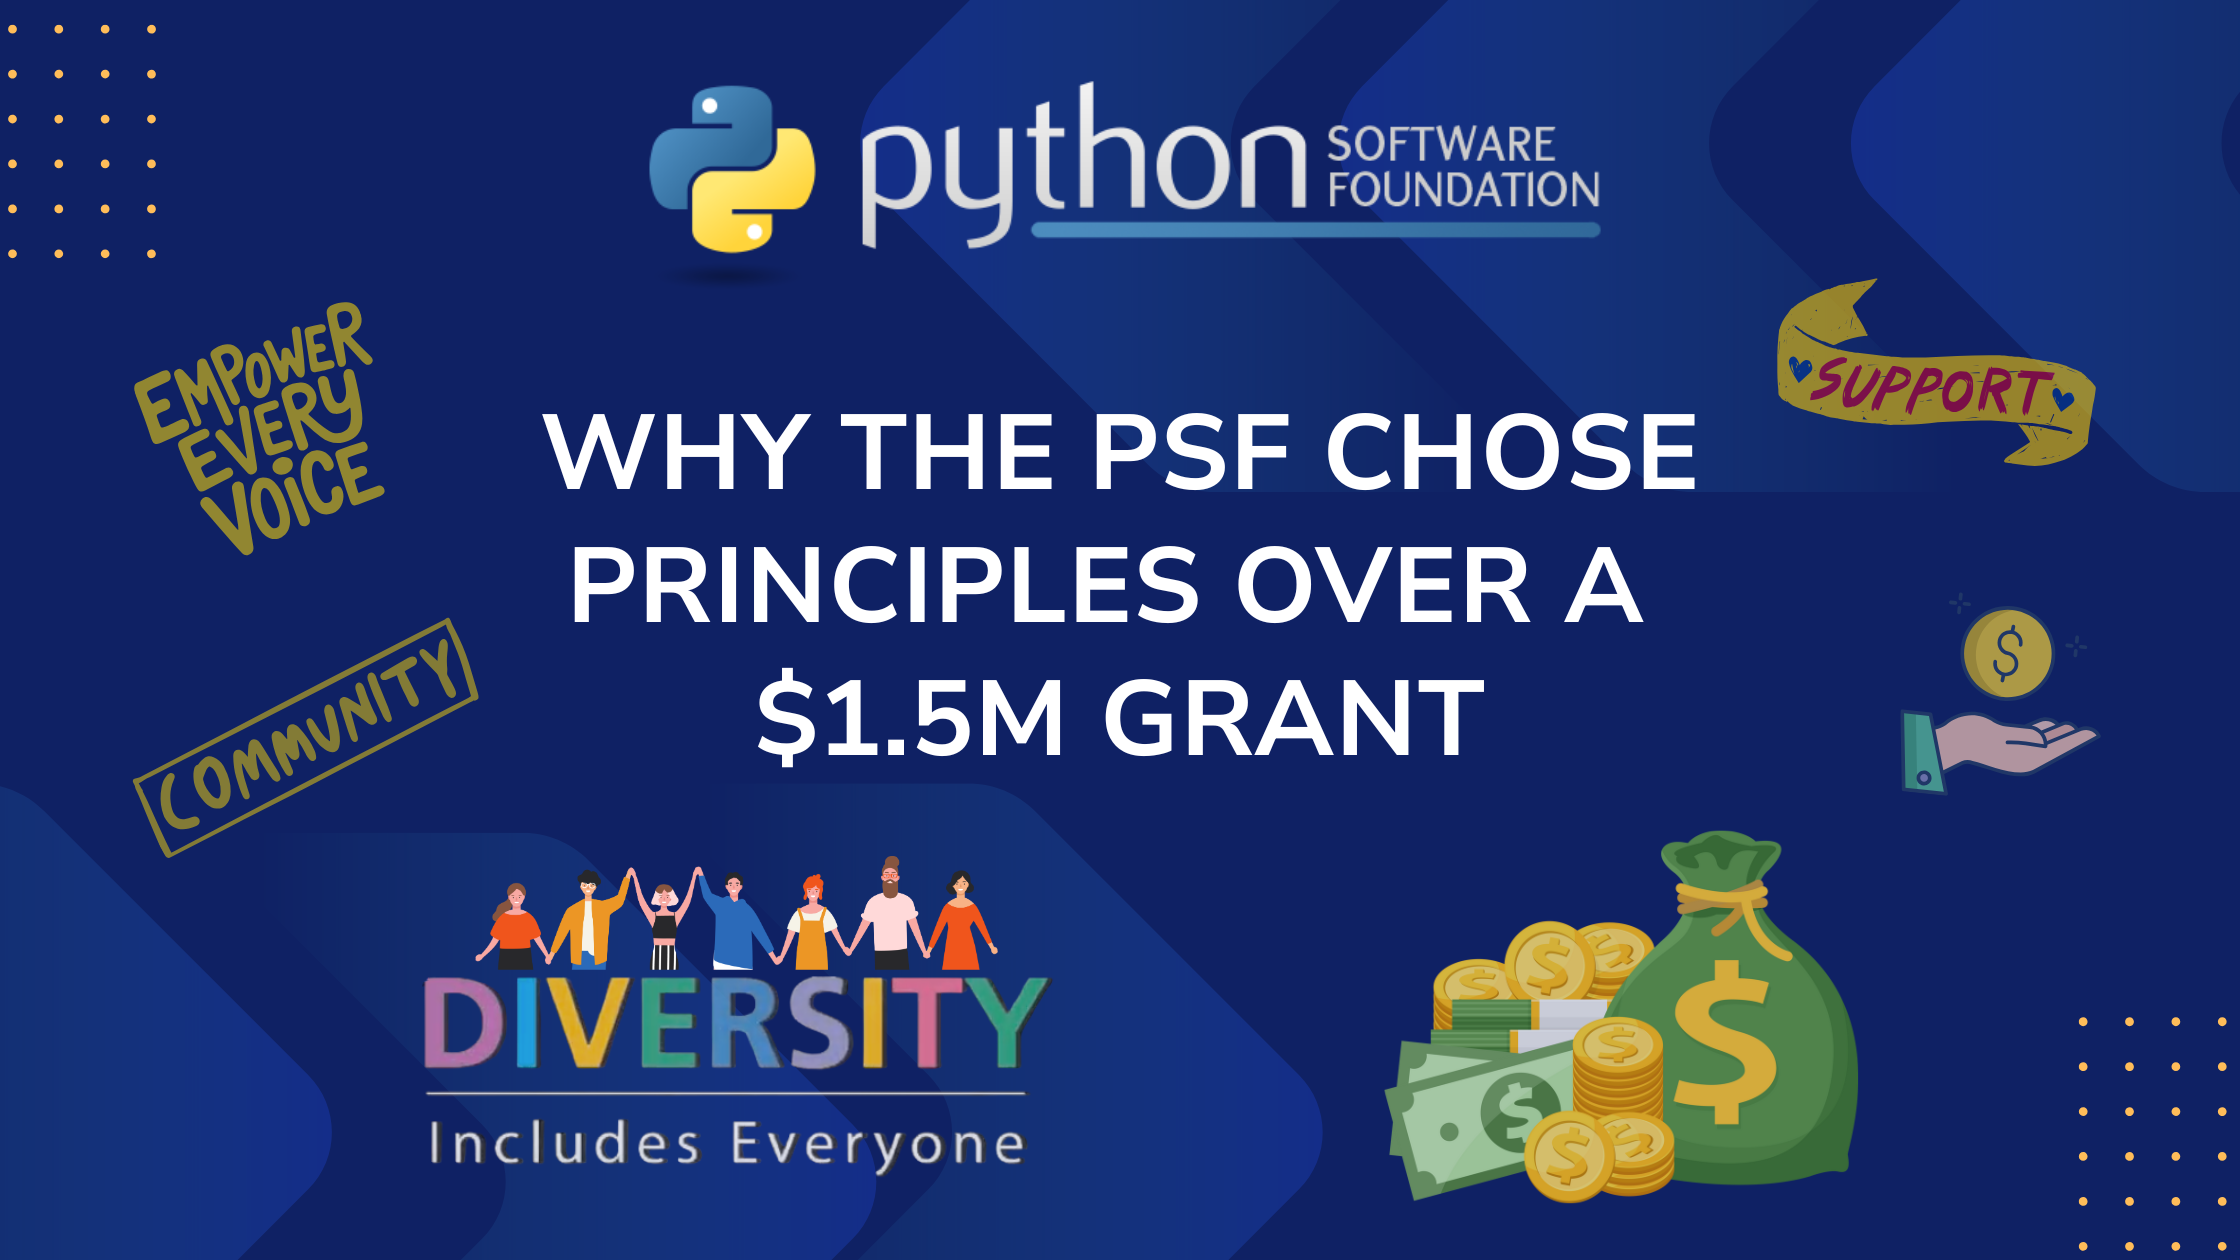 python SOFTWARE
FOUNDATION
EMPOWER
EVERY
VOICE
SUPPORT
WHY THE PSF CHOSE
PRINCIPLES OVER A
$1.5M GRANT
COMMUNITY
$
DIVERSITY
Includes Everyone
$
$
$
$
$
$
$
$